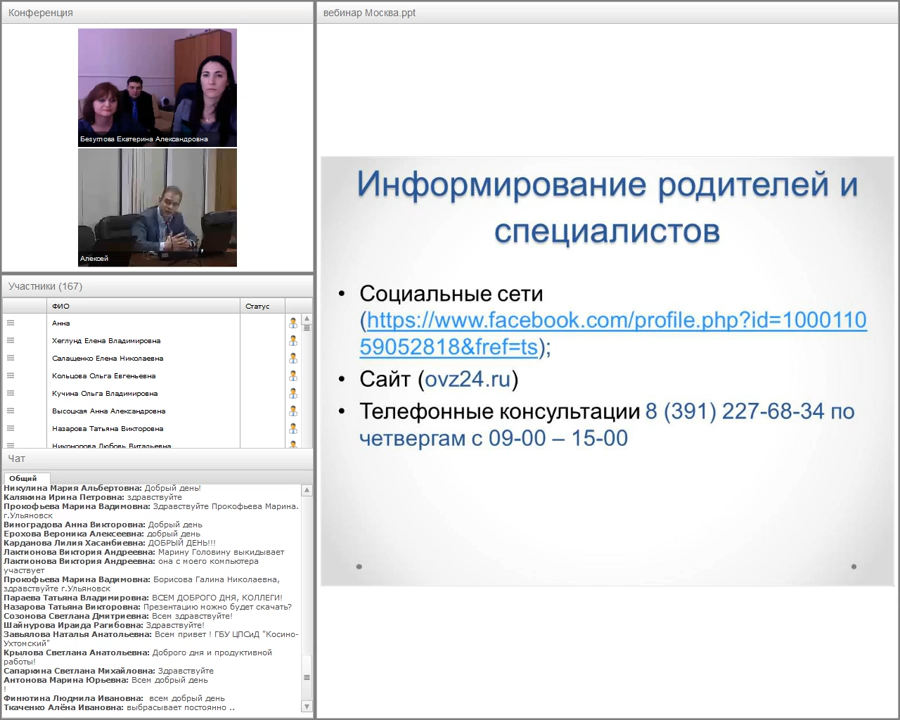 Конференция
Безуглова Екатерина Александровна
Алексей
Участники (167)
ФИО Статус
Анна
Хеглунд Елена Владимировна
Салащенко Елена Николаевна
Кольцова Ольга Евгеньевна
Кучина Ольга Владимировна
Высоцкая Анна Александровна
Назарова Татьяна Викторовна
Никонорова Любовь Витальевна
Чат
Общий
Никулина Мария Альбертовна: Добрый день!
Калякина Ирина Петровна: здравствуйте
Прокофьева Марина Вадимовна: Здравствуйте Прокофьева Марина.
г.Ульяновск
Виноградова Анна Викторовна: Добрый день
Ерохова Вероника Алексеевна: добрый день
Карданова Лилия Хасанбиевна: ДОБРЫЙ ДЕНЬ!!!
Лактионова Виктория Андреевна: Марину Головину выкидывает
Лактионова Виктория Андреевна: она с моего компьютера
участвует
Прокофьева Марина Вадимовна: Борисова Галина Николаевна,
здравствуйте г.Ульяновск
Параева Татьяна Владимировна: ВСЕМ ДОБРОГО ДНЯ, КОЛЛЕГИ!
Назарова Татьяна Викторовна: Презентацию можно будет скачать?
Созонова Светлана Дмитриевна: Всем здравствуйте!
Шайнурова Ираида Рагибовна: Здравствуйте!
Завьялова Наталья Анатольевна: Всем привет ! ГБУ ЦПСиД "Косино-
Ухтомский"
Крылова Светлана Анатольевна: Доброго дня и продуктивной
работы!
Сапаркина Светлана Михайловна: Здравствуйте
Антонова Мария Юрьевна: Всем добрый день
!
Финютина Людмила Ивановна: всем добрый день
Ткаченко Алёна Ивановна: выбрасывает постоянно ..
вебинар Москва.ppt
Информирование родителей и
специалистов
• Социальные сети
(https://www.facebook.com/profile.php?id=1000110
59052818&fref=ts);
• Сайт (ovz24.ru)
• Телефонные консультации 8 (391) 227-68-34 по
четвергам с 09-00 – 15-00